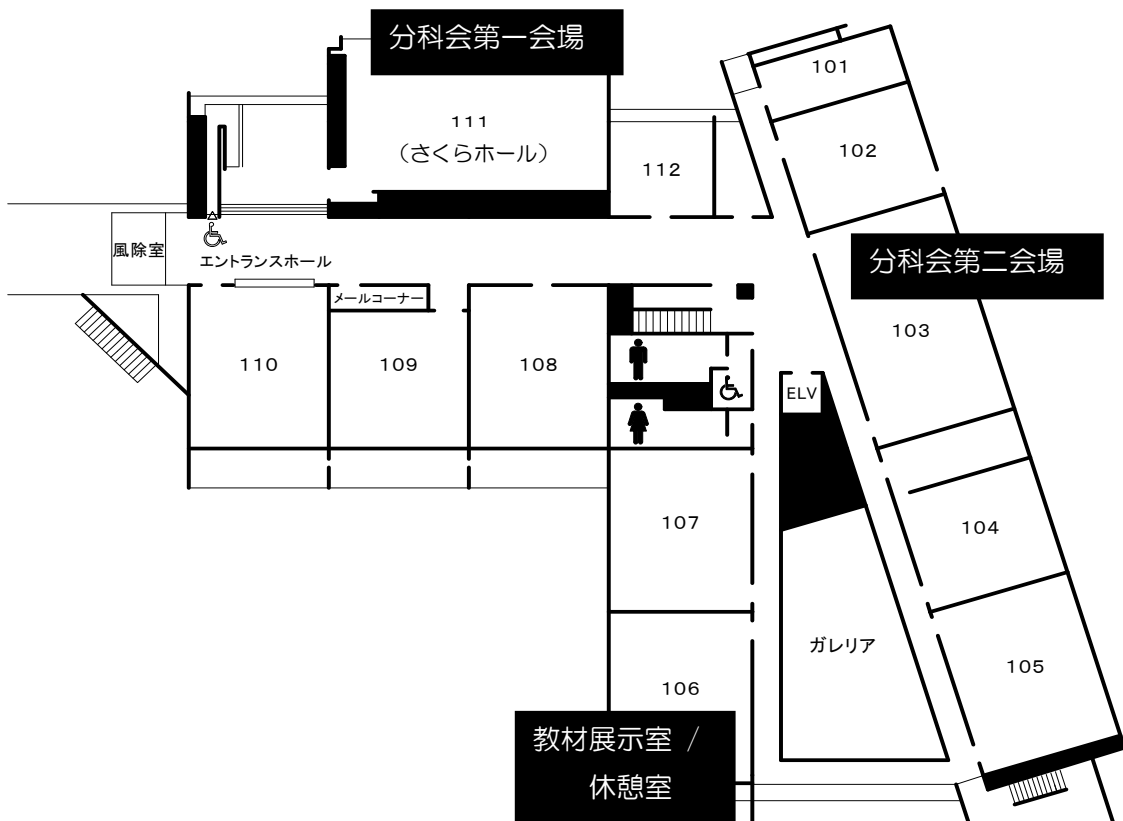 分科会第一会場
101
111
(さくらホール)
102
112
風除室
エントランスホール
分科会第二会場
メールコーナー
103
110
109
108
ELV
107
104
ガレリア
105
106
教材展示室 /
休憩室